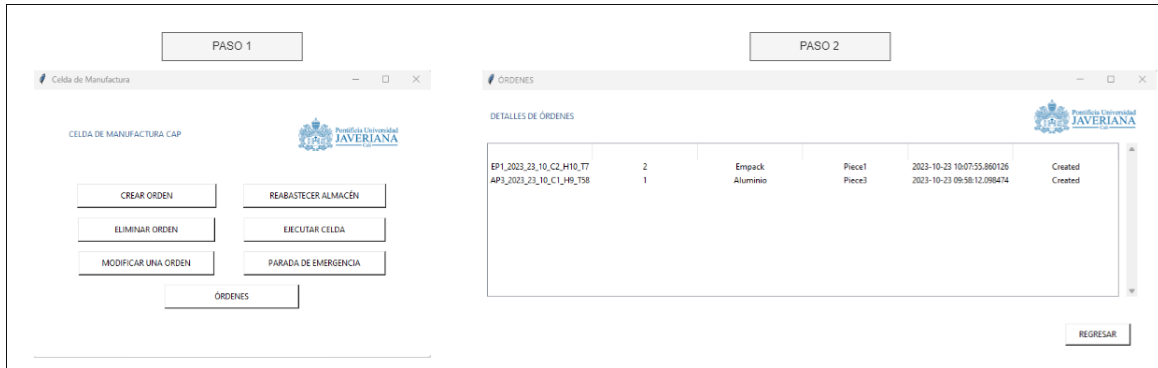 PASO 1
Celda de Manufactura
CELDA DE MANUFACTURA CAP
Pontificia Universidad
JAVERIANA
Cali
CREAR ORDEN
REABASTECER ALMACÉN
ELIMINAR ORDEN
EJECUTAR CELDA
MODIFICAR UNA ORDEN
PARADA DE EMERGENCIA
ÓRDENES
PASO 2
ÓRDENES
DETALLES DE ÓRDENES
Pontificia Universidad
JAVERIANA
Cali
EP1_2023_23_10_C2_H10_T7 2 Empack Piece1 2023-10-23 10:07:55.860126 Created
AP3_2023_23_10_C1_H9_T58 1 Aluminio Piece3 2023-10-23 09:58:12.098474 Created
REGRESAR